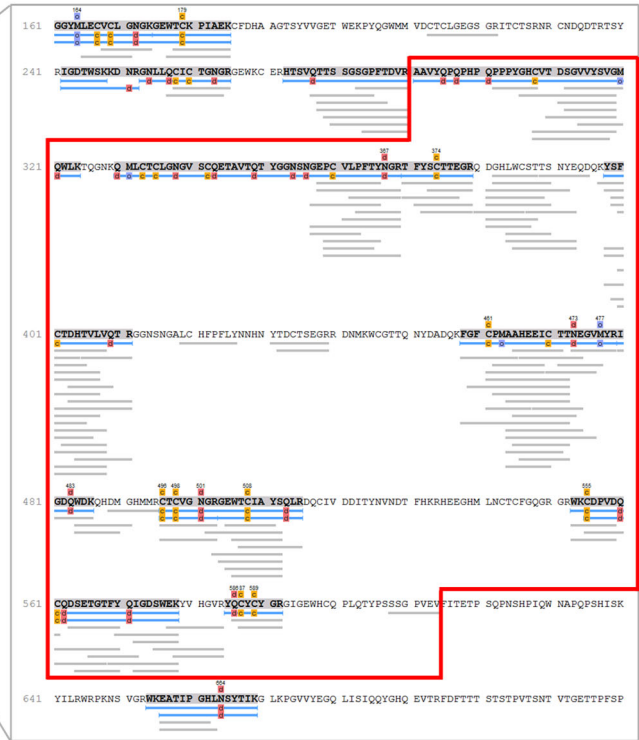 164 179
o c
161 GGYMLECVCL GNGKGEWTCK PIAEKCFDHA AGTSYVVGET WEKPYQGWMM VDCTCLGEGS GRITCTSRNR CNDQDTRTSY
o c c d c
o c c d c
241 RIGDTWSKKD NRGNLLQCIC TGNGRGEWKC ERHTSVQTTS SGSGPFTDVR AAVYQPQPHP QPPPYGHCVT DSGVVYSVGM
d d d c c d d d d d c o
367 374
d c
321 QWLKTQGNKQ MLCTCLGNGV SCQETAVTQT YGGNSNGEPC VLPFTYNGRT FYSCTTEGRQ DGHLWCSTTS NYEQDQKYSF
d d o c c d c d d d d c d c
461 473 477
c d o
401 CTDHTVLVQT RGGNSNGALC HFPFLYNNHN YTDCTSEGRR DNMKWCGTTQ NYDADQKFGF CPMAAHEEIC TTNEGVMYRI
c d c o c d o
483 496 498 501 508 555
d c c d c c
481 GDQWDKQHDM GHMMRCTCVG NGRGEWTCIA YSQLRDQCIV DDITYNVNDT FHKRHEEGHM LNCTCFGQGR GRWKCDPVDQ
d c c d c d c d
c c d c d c d
586 587 589
d c c
561 CQDSETGTFY QIGDSWEKYV HGVRYQCYCY GRGIGEWHCQ PLQTYPSSSG PVEVFITETP SQPNSHPIQW NAPQPSHISK
c d d d c c
c d d
664
d
641 YILRWRPKNS VGRWKEATIP GHLNSYTIKG LKPGVVYEGQ LISIQQYGHQ EVTRFDFTTT STSTPVTSNT VTGETTPFSP
d
d